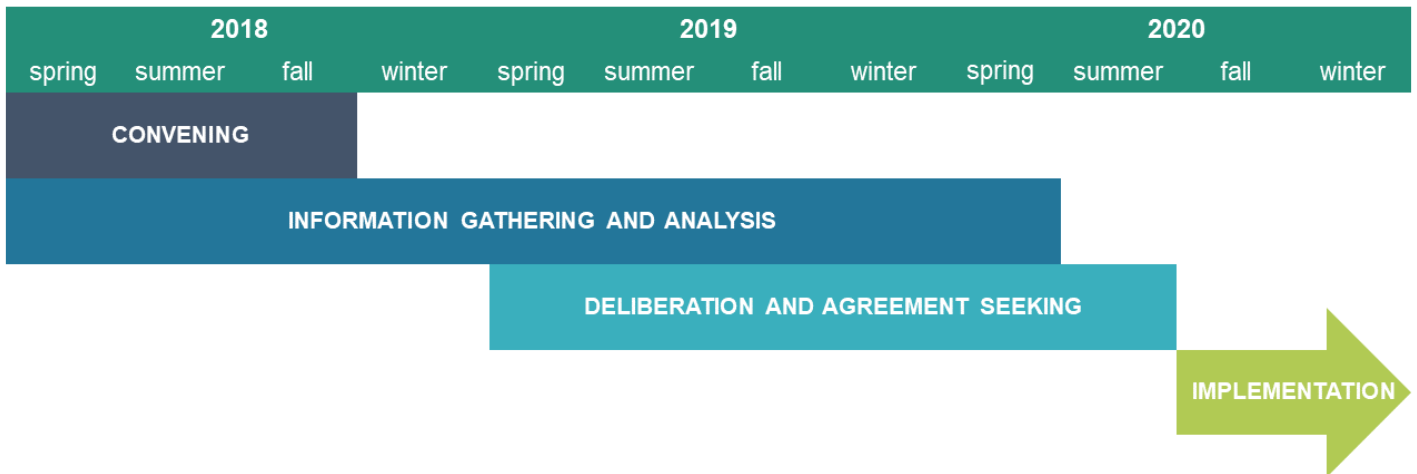 2018 2019 2020
spring summer fall winter spring summer fall winter spring summer fall winter
CONVENING
INFORMATION GATHERING AND ANALYSIS
DELIBERATION AND AGREEMENT SEEKING
IMPLEMENTATION